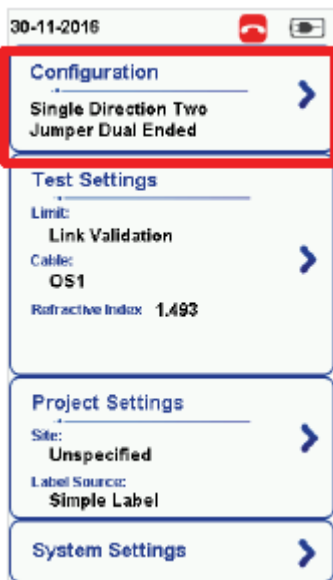 30-11-2016
Configuration
Single Direction Two
Jumper Dual Ended
Test Settings
Limit:
Link Validation
Cable:
OS1
Refractive Index 1.493
Project Settings
Site:
Unspecified
Label Source:
Simple Label
System Settings